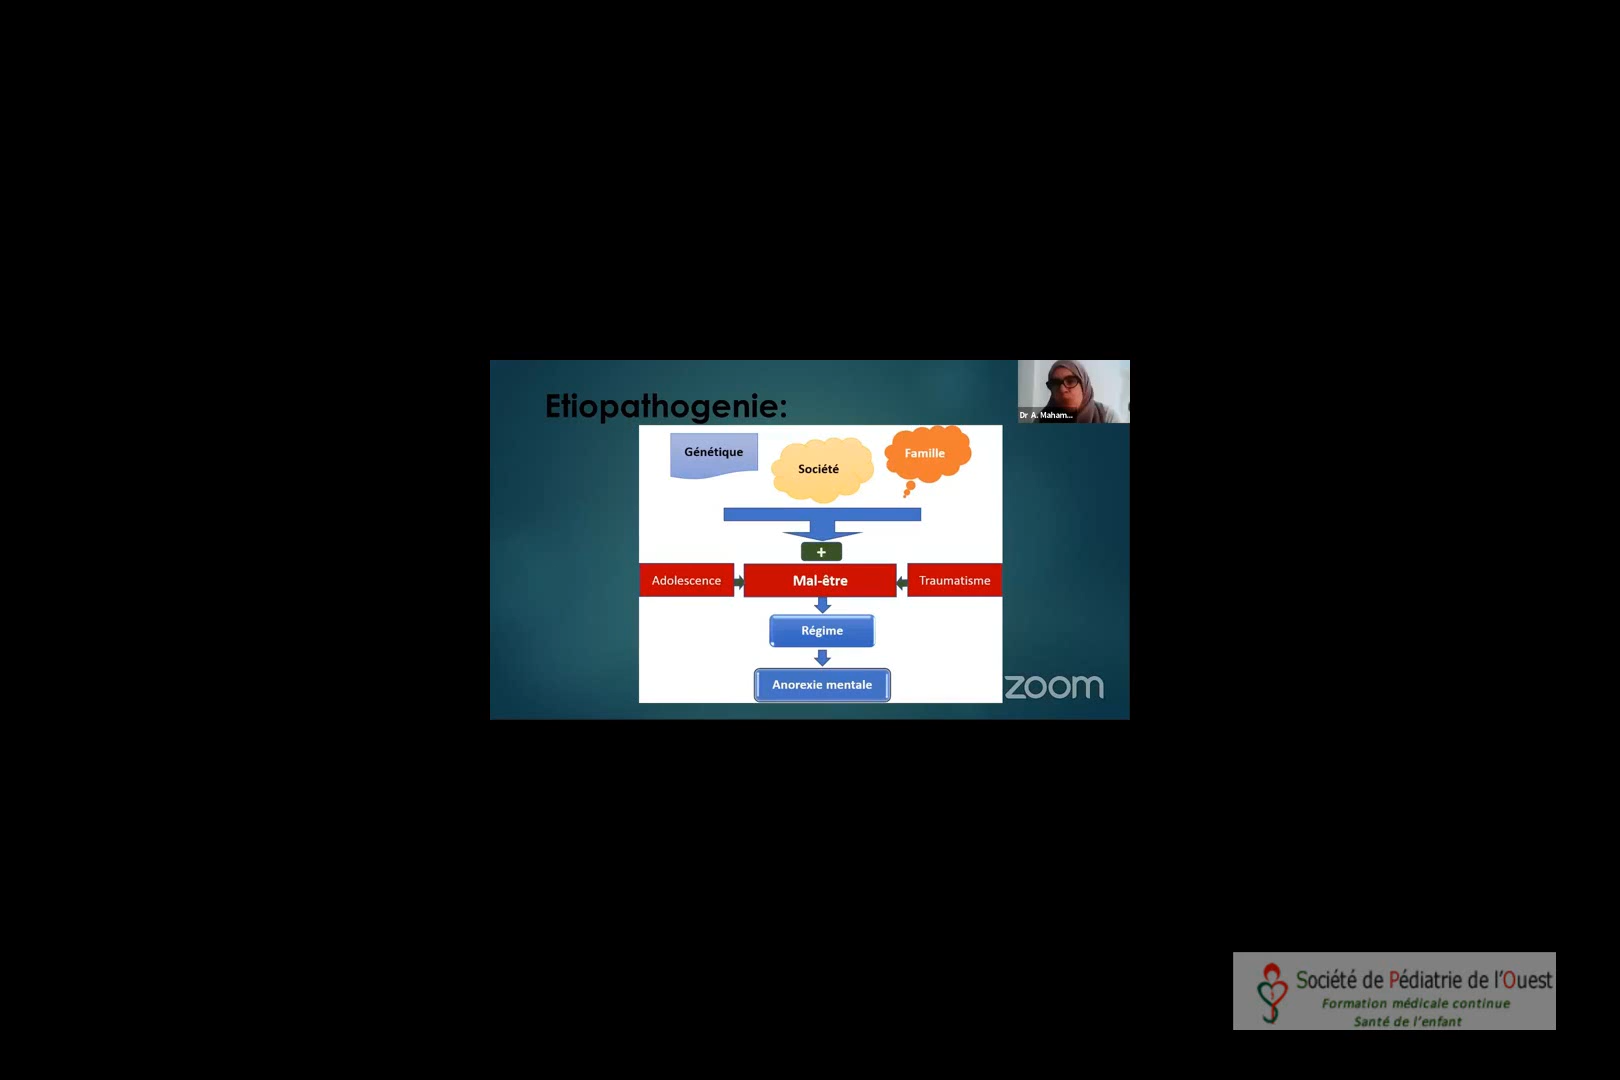 Etiopathogenie:
Dr A. Maham...
Génétique
Société
Famille
+
Adolescence
Mal-être
Traumatisme
Régime
Anorexie mentale
zoom
Société de Pédiatrie de l'Ouest
Formation médicale continue
Santé de l'enfant